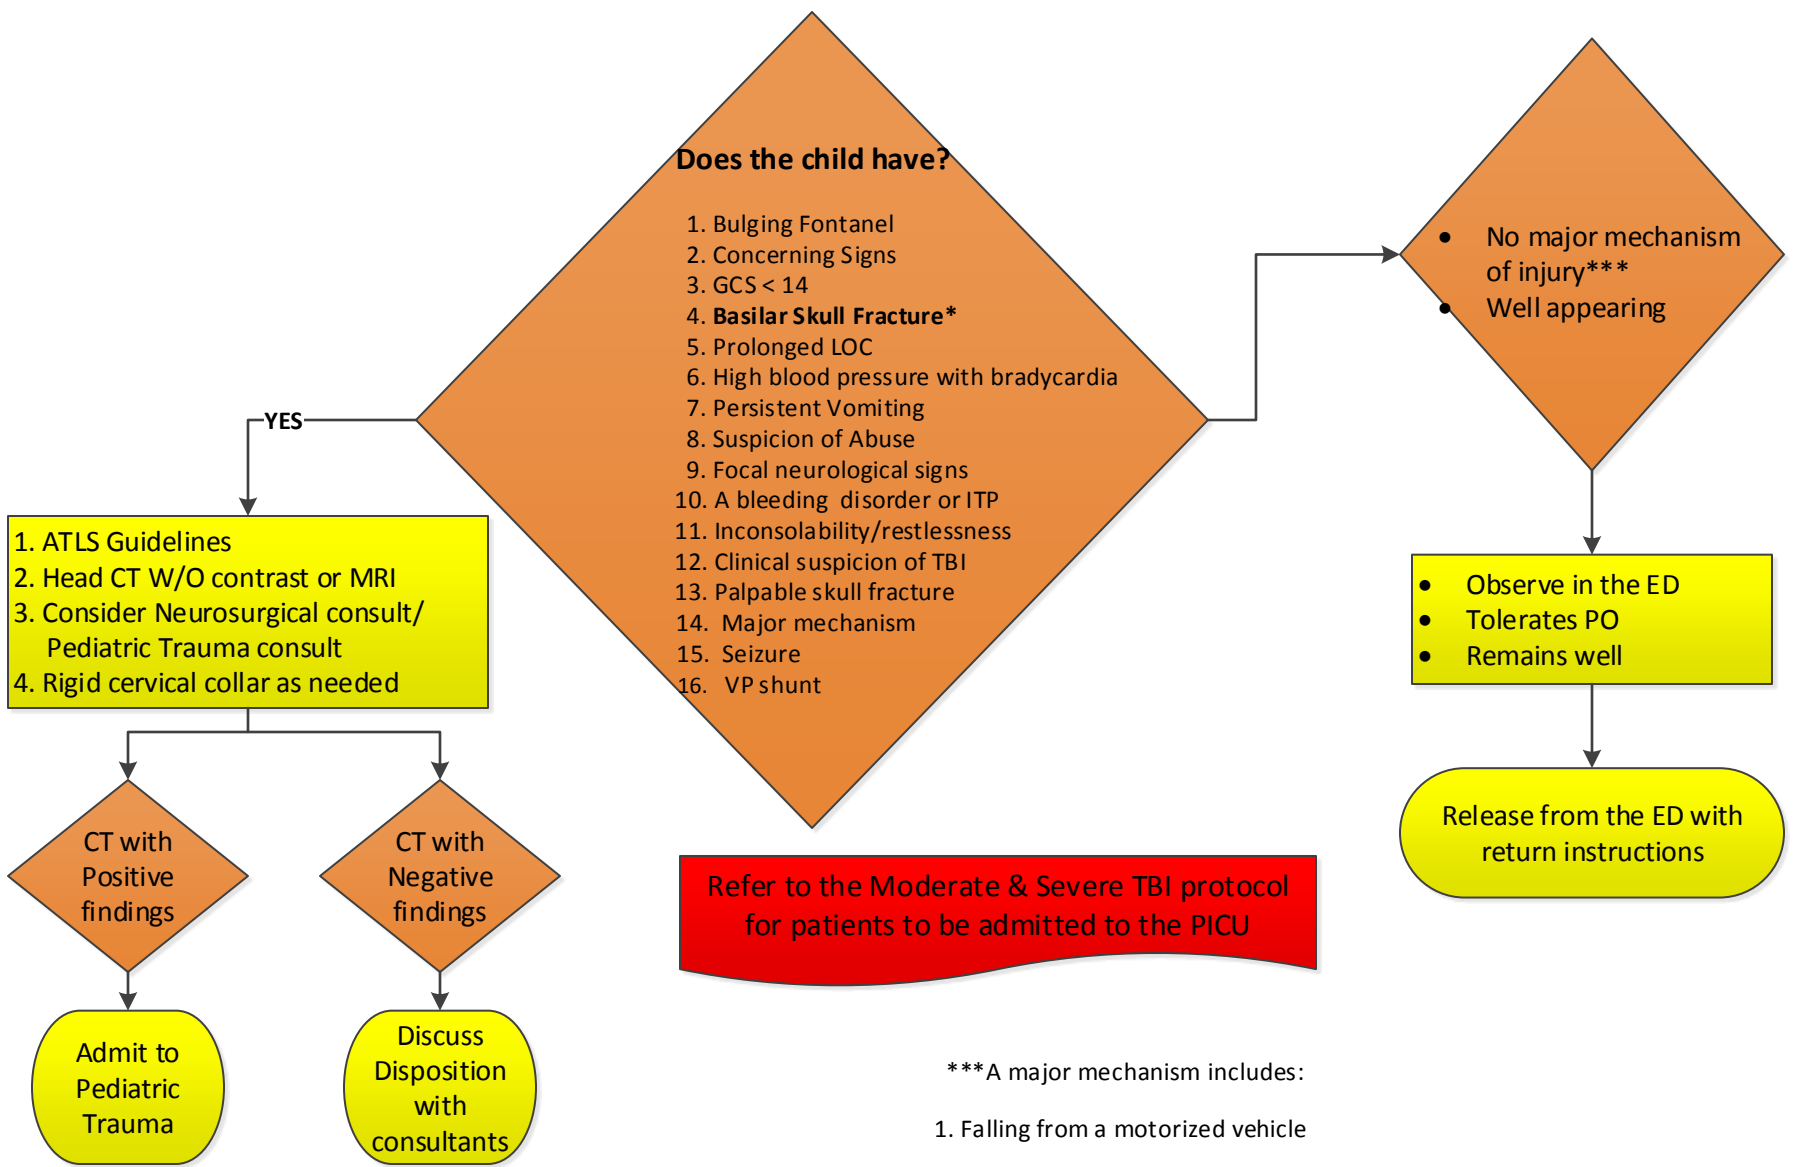 Does the child have?
1. Bulging Fontanel
2. Concerning Signs
3. GCS < 14
4. Basilar Skull Fracture*
5. Prolonged LOC
6. High blood pressure with bradycardia
7. Persistent Vomiting
8. Suspicion of Abuse
9. Focal neurological signs
10. A bleeding disorder or ITP
11. Inconsolability/restlessness
12. Clinical suspicion of TBI
13. Palpable skull fracture
14. Major mechanism
15. Seizure
16. VP shunt
YES
1. ATLS Guidelines
2. Head CT W/O contrast or MRI
3. Consider Neurosurgical consult/
Pediatric Trauma consult
4. Rigid cervical collar as needed
CT with
Positive
findings
CT with
Negative
findings
Admit to
Pediatric
Trauma
Discuss
Disposition
with
consultants
• No major mechanism
of injury***
• Well appearing
• Observe in the ED
• Tolerates PO
• Remains well
Release from the ED with
return instructions
Refer to the Moderate & Severe TBI protocol
for patients to be admitted to the PICU
***A major mechanism includes:
1. Falling from a motorized vehicle